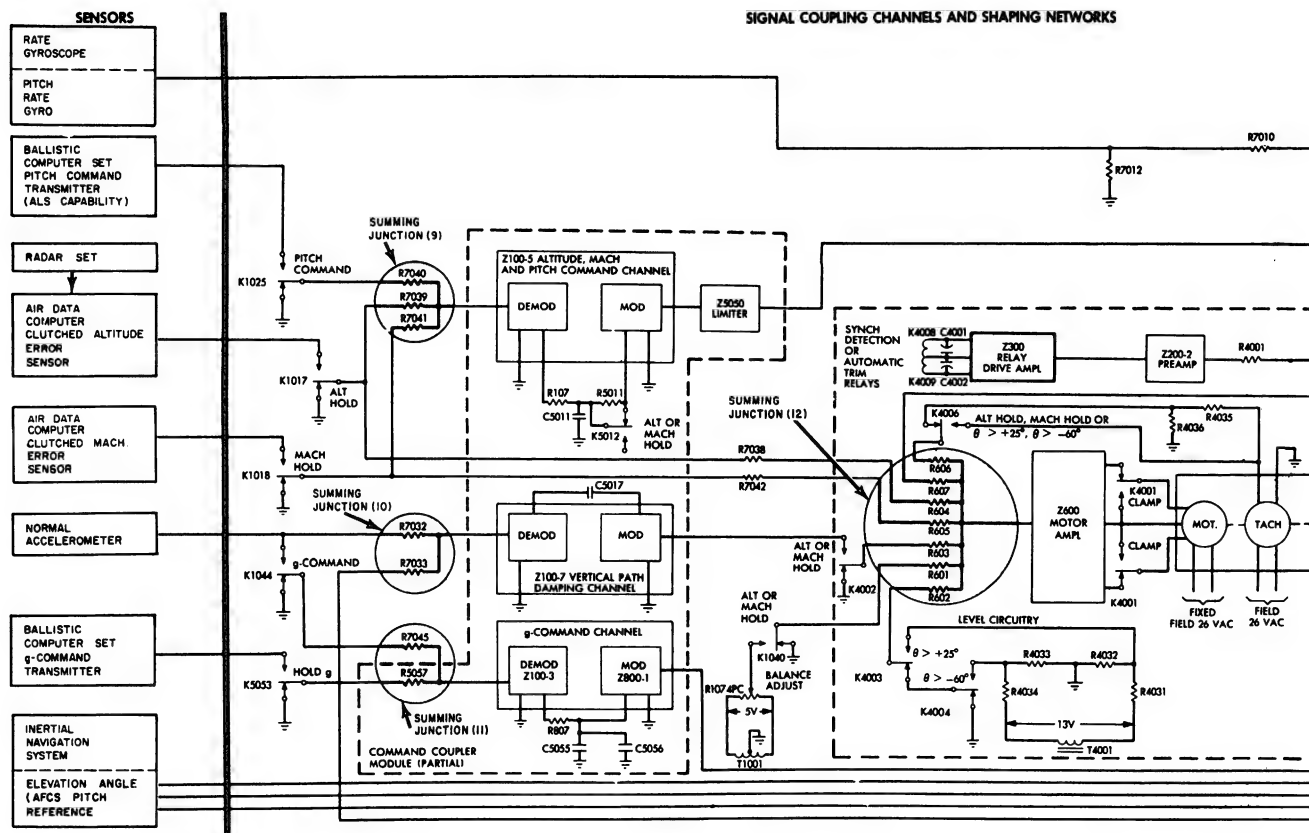 SENSORS
SIGNAL COUPLING CHANNELS AND SHAPING NETWORKS
RATE
GYROSCOPE
PITCH
RATE
GYRO
BALLISTIC
COMPUTER SET
PITCH COMMAND
TRANSMITTER
(ALS CAPABILITY)
RADAR SET
AIR DATA
COMPUTER
CLUTCHED ALTITUDE
ERROR
SENSOR
AIR DATA
COMPUTER
CLUTCHED MACH.
ERROR
SENSOR
NORMAL
ACCELEROMETER
BALLISTIC
COMPUTER SET
g-COMMAND
TRANSMITTER
INERTIAL
NAVIGATION
SYSTEM
ELEVATION ANGLE
(AFCS PITCH
REFERENCE
K1025
PITCH
COMMAND
K1017
ALT
HOLD
K1018
MACH
HOLD
K1044
g-COMMAND
K5053
HOLD g
SUMMING
JUNCTION (9)
R7040
R7039
R7041
SUMMING
JUNCTION (10)
R7032
R7033
R7045
R5057
SUMMING
JUNCTION (11)
COMMAND COUPLER
MODULE (PARTIAL)
Z100-5 ALTITUDE, MACH
AND PITCH COMMAND CHANNEL
DEMOD
MOD
Z5050
LIMITER
R107
R5011
C5011
K5012
ALT OR
MACH
HOLD
C5017
DEMOD
MOD
Z100-7 VERTICAL PATH
DAMPING CHANNEL
g-COMMAND CHANNEL
DEMOD
Z100-3
MOD
Z800-1
R807
C5055
C5056
R7010
R7012
R7038
R7042
SUMMING
JUNCTION (12)
SYNCH
DETECTION
OR
AUTOMATIC
TRIM
RELAYS
K4008 C4001
K4009 C4002
Z300
RELAY
DRIVE AMPL
Z200-2
PREAMP
R4001
K4006
ALT HOLD, MACH HOLD OR
θ > +25°, θ > -60°
R4035
R4036
R606
R607
R604
R605
R603
R601
R602
Z600
MOTOR
AMPL
K4001
CLAMP
CLAMP
K4001
MOT.
TACH
FIXED
FIELD 26 VAC
FIELD
26 VAC
ALT OR
MACH
HOLD
K4002
ALT OR
MACH
HOLD
K1040
BALANCE
ADJUST
R1074PC
5V
T1001
LEVEL CIRCUITRY
θ > +25°
K4003
θ > -60°
K4004
R4033
R4032
R4034
R4031
13V
T4001